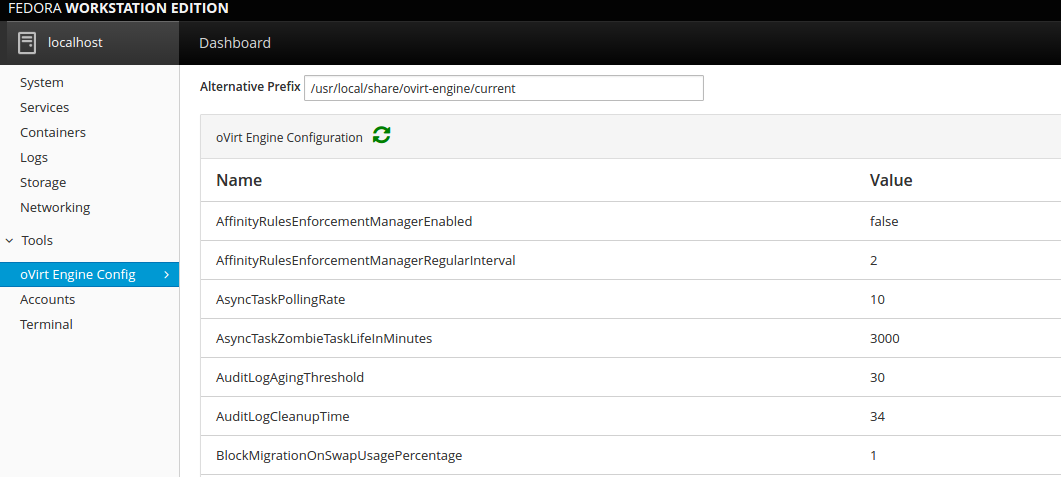 FEDORA WORKSTATION EDITION
localhost
Dashboard
System
Services
Containers
Logs
Storage
Networking
Tools
oVirt Engine Config
Accounts
Terminal
Alternative Prefix /usr/local/share/ovirt-engine/current
oVirt Engine Configuration
Name Value
AffinityRulesEnforcementManagerEnabled false
AffinityRulesEnforcementManagerRegularInterval 2
AsyncTaskPollingRate 10
AsyncTaskZombieTaskLifeInMinutes 3000
AuditLogAgingThreshold 30
AuditLogCleanupTime 34
BlockMigrationOnSwapUsagePercentage 1